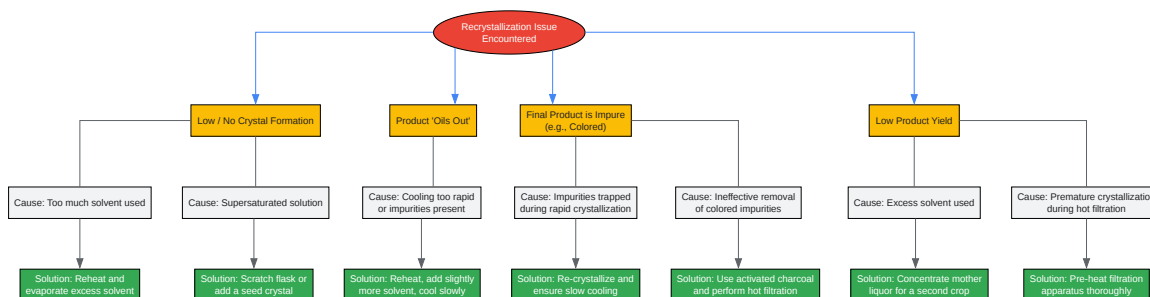 Recrystallization Issue
Encountered
Low / No Crystal Formation
Product 'Oils Out'
Final Product is Impure
(e.g., Colored)
Low Product Yield
Cause: Too much solvent used
Cause: Supersaturated solution
Cause: Cooling too rapid
or impurities present
Cause: Impurities trapped
during rapid crystallization
Cause: Ineffective removal
of colored impurities
Cause: Excess solvent used
Cause: Premature crystallization
during hot filtration
Solution: Reheat and
evaporate excess solvent
Solution: Scratch flask or
add a seed crystal
Solution: Reheat, add slightly
more solvent, cool slowly
Solution: Re-crystallize and
ensure slow cooling
Solution: Use activated charcoal
and perform hot filtration
Solution: Concentrate mother
liquor for a second crop
Solution: Pre-heat filtration
apparatus thoroughly